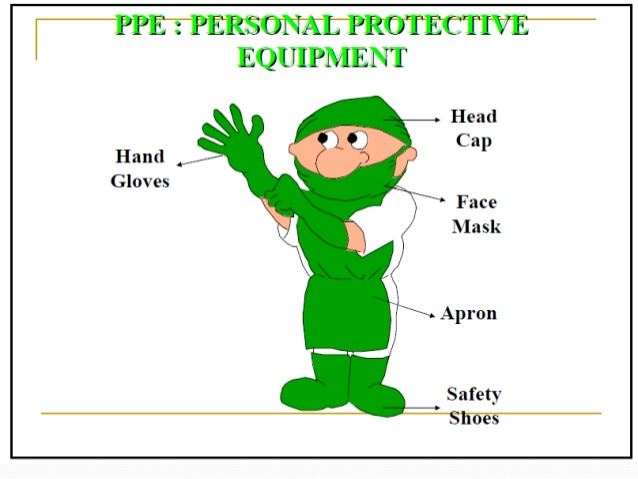 PPE : PERSONAL PROTECTIVE
EQUIPMENT
Head
Cap
Hand
Gloves
Face
Mask
Apron
Safety
Shoes